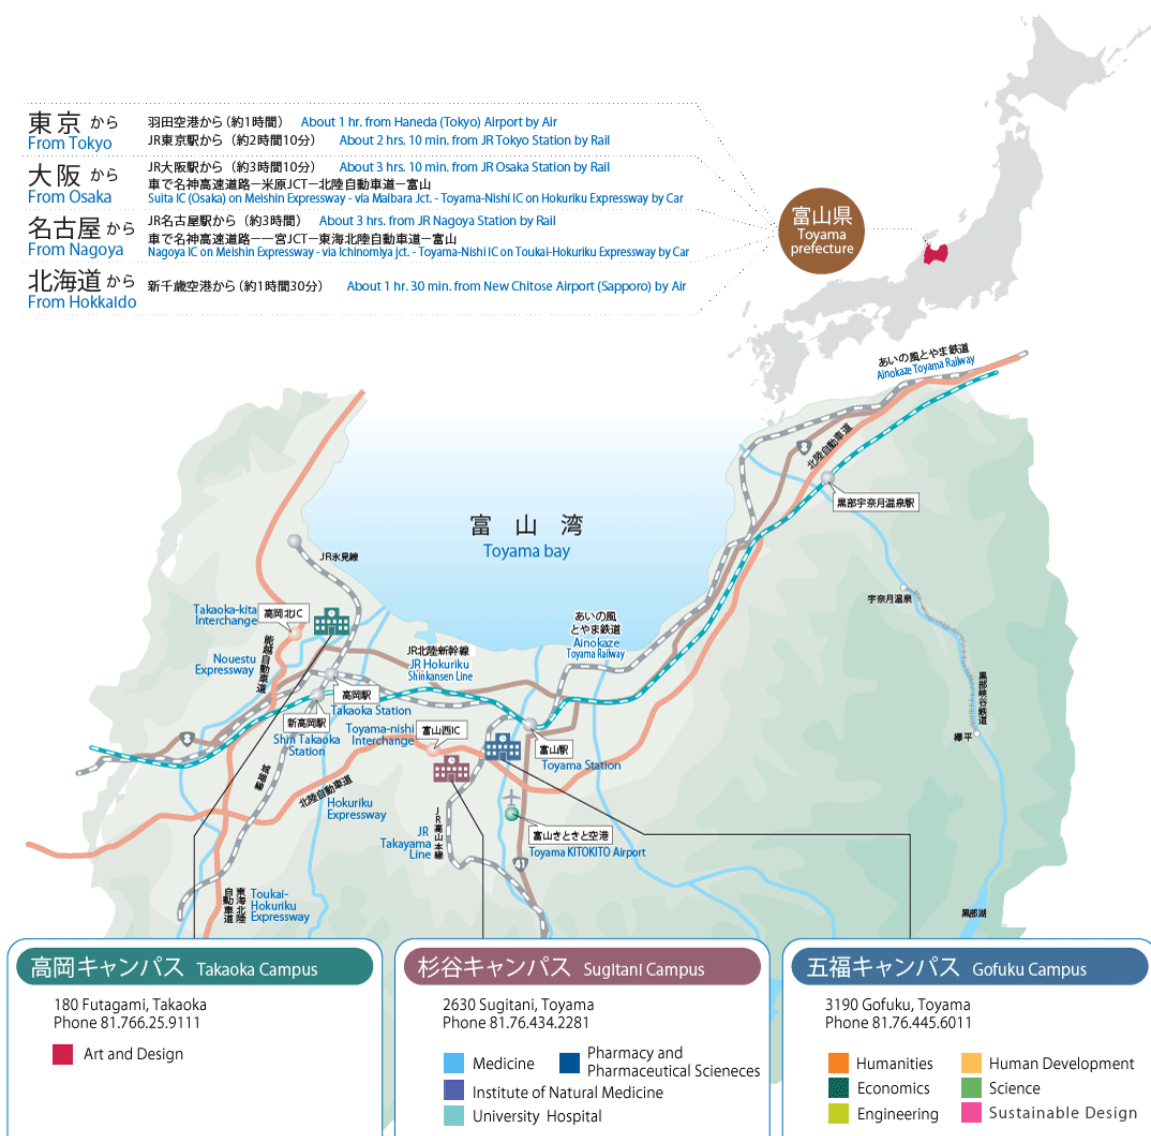 東京 から
From Tokyo
羽田空港から（約1時間） About 1 hr. from Haneda (Tokyo) Airport by Air
JR東京駅から（約2時間10分） About 2 hrs. 10 min. from JR Tokyo Station by Rail
大阪 から
From Osaka
JR大阪駅から（約3時間10分） About 3 hrs. 10 min. from JR Osaka Station by Rail
車で名神高速道路ー米原JCTー北陸自動車道ー富山
Suita IC (Osaka) on Meishin Expressway - via Maibara Jct. - Toyama-Nishi IC on Hokuriku Expressway by Car
名古屋 から
From Nagoya
JR名古屋駅から（約3時間） About 3 hrs. from JR Nagoya Station by Rail
車で名神高速道路ー一宮JCTー東海北陸自動車道ー富山
Nagoya IC on Meishin Expressway - via Ichinomiya jct. - Toyama-Nishi IC on Toukai-Hokuriku Expressway by Car
北海道 から
From Hokkaido
新千歳空港から（約1時間30分） About 1 hr. 30 min. from New Chitose Airport (Sapporo) by Air
富山県
Toyama
prefecture
あいの風とやま鉄道
Ainokaze Toyama Railway
8
北陸自動車道
黒部宇奈月温泉駅
富山湾
Toyama bay
JR氷見線
宇奈月温泉
Takaoka-kita
Interchange
高岡北IC
能越自動車道
Nouestu
Expressway
あいの風
とやま鉄道
Ainokaze
Toyama Railway
JR北陸新幹線
JR Hokuriku
Shinkansen Line
黒部峡谷鉄道
欅平
高岡駅
Takaoka Station
新高岡駅
Shin Takaoka
Station
8
Toyama-nishi
Interchange
富山西IC
富山駅
Toyama Station
城端線
北陸自動車道
Hokuriku
Expressway
JR高山本線
JR
Takayama
Line
富山きときと空港
Toyama KITOKITO Airport
41
東海北陸
自動車道
Toukai-
Hokuriku
Expressway
黒部湖
高岡キャンパス Takaoka Campus
180 Futagami, Takaoka
Phone 81.766.25.9111
Art and Design
杉谷キャンパス Sugitani Campus
2630 Sugitani, Toyama
Phone 81.76.434.2281
Medicine
Pharmacy and
Pharmaceutical Scieneces
Institute of Natural Medicine
University Hospital
五福キャンパス Gofuku Campus
3190 Gofuku, Toyama
Phone 81.76.445.6011
Humanities
Human Development
Economics
Science
Engineering
Sustainable Design